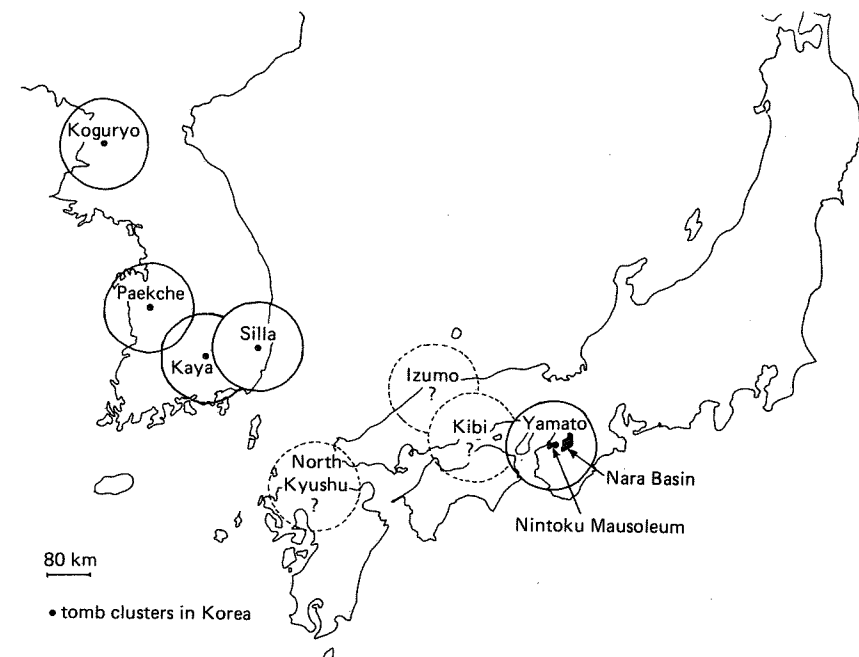 Koguryo
Paekche
Silla
Kaya
Izumo
?
Kibi
?
Yamato
North
Kyushu
?
Nara Basin
Nintoku Mausoleum
80 km
• tomb clusters in Korea